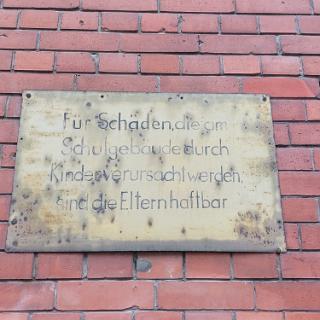 Für Schäden, die am
Schulgebäude durch
Kinder verursacht werden,
sind die Eltern haftbar